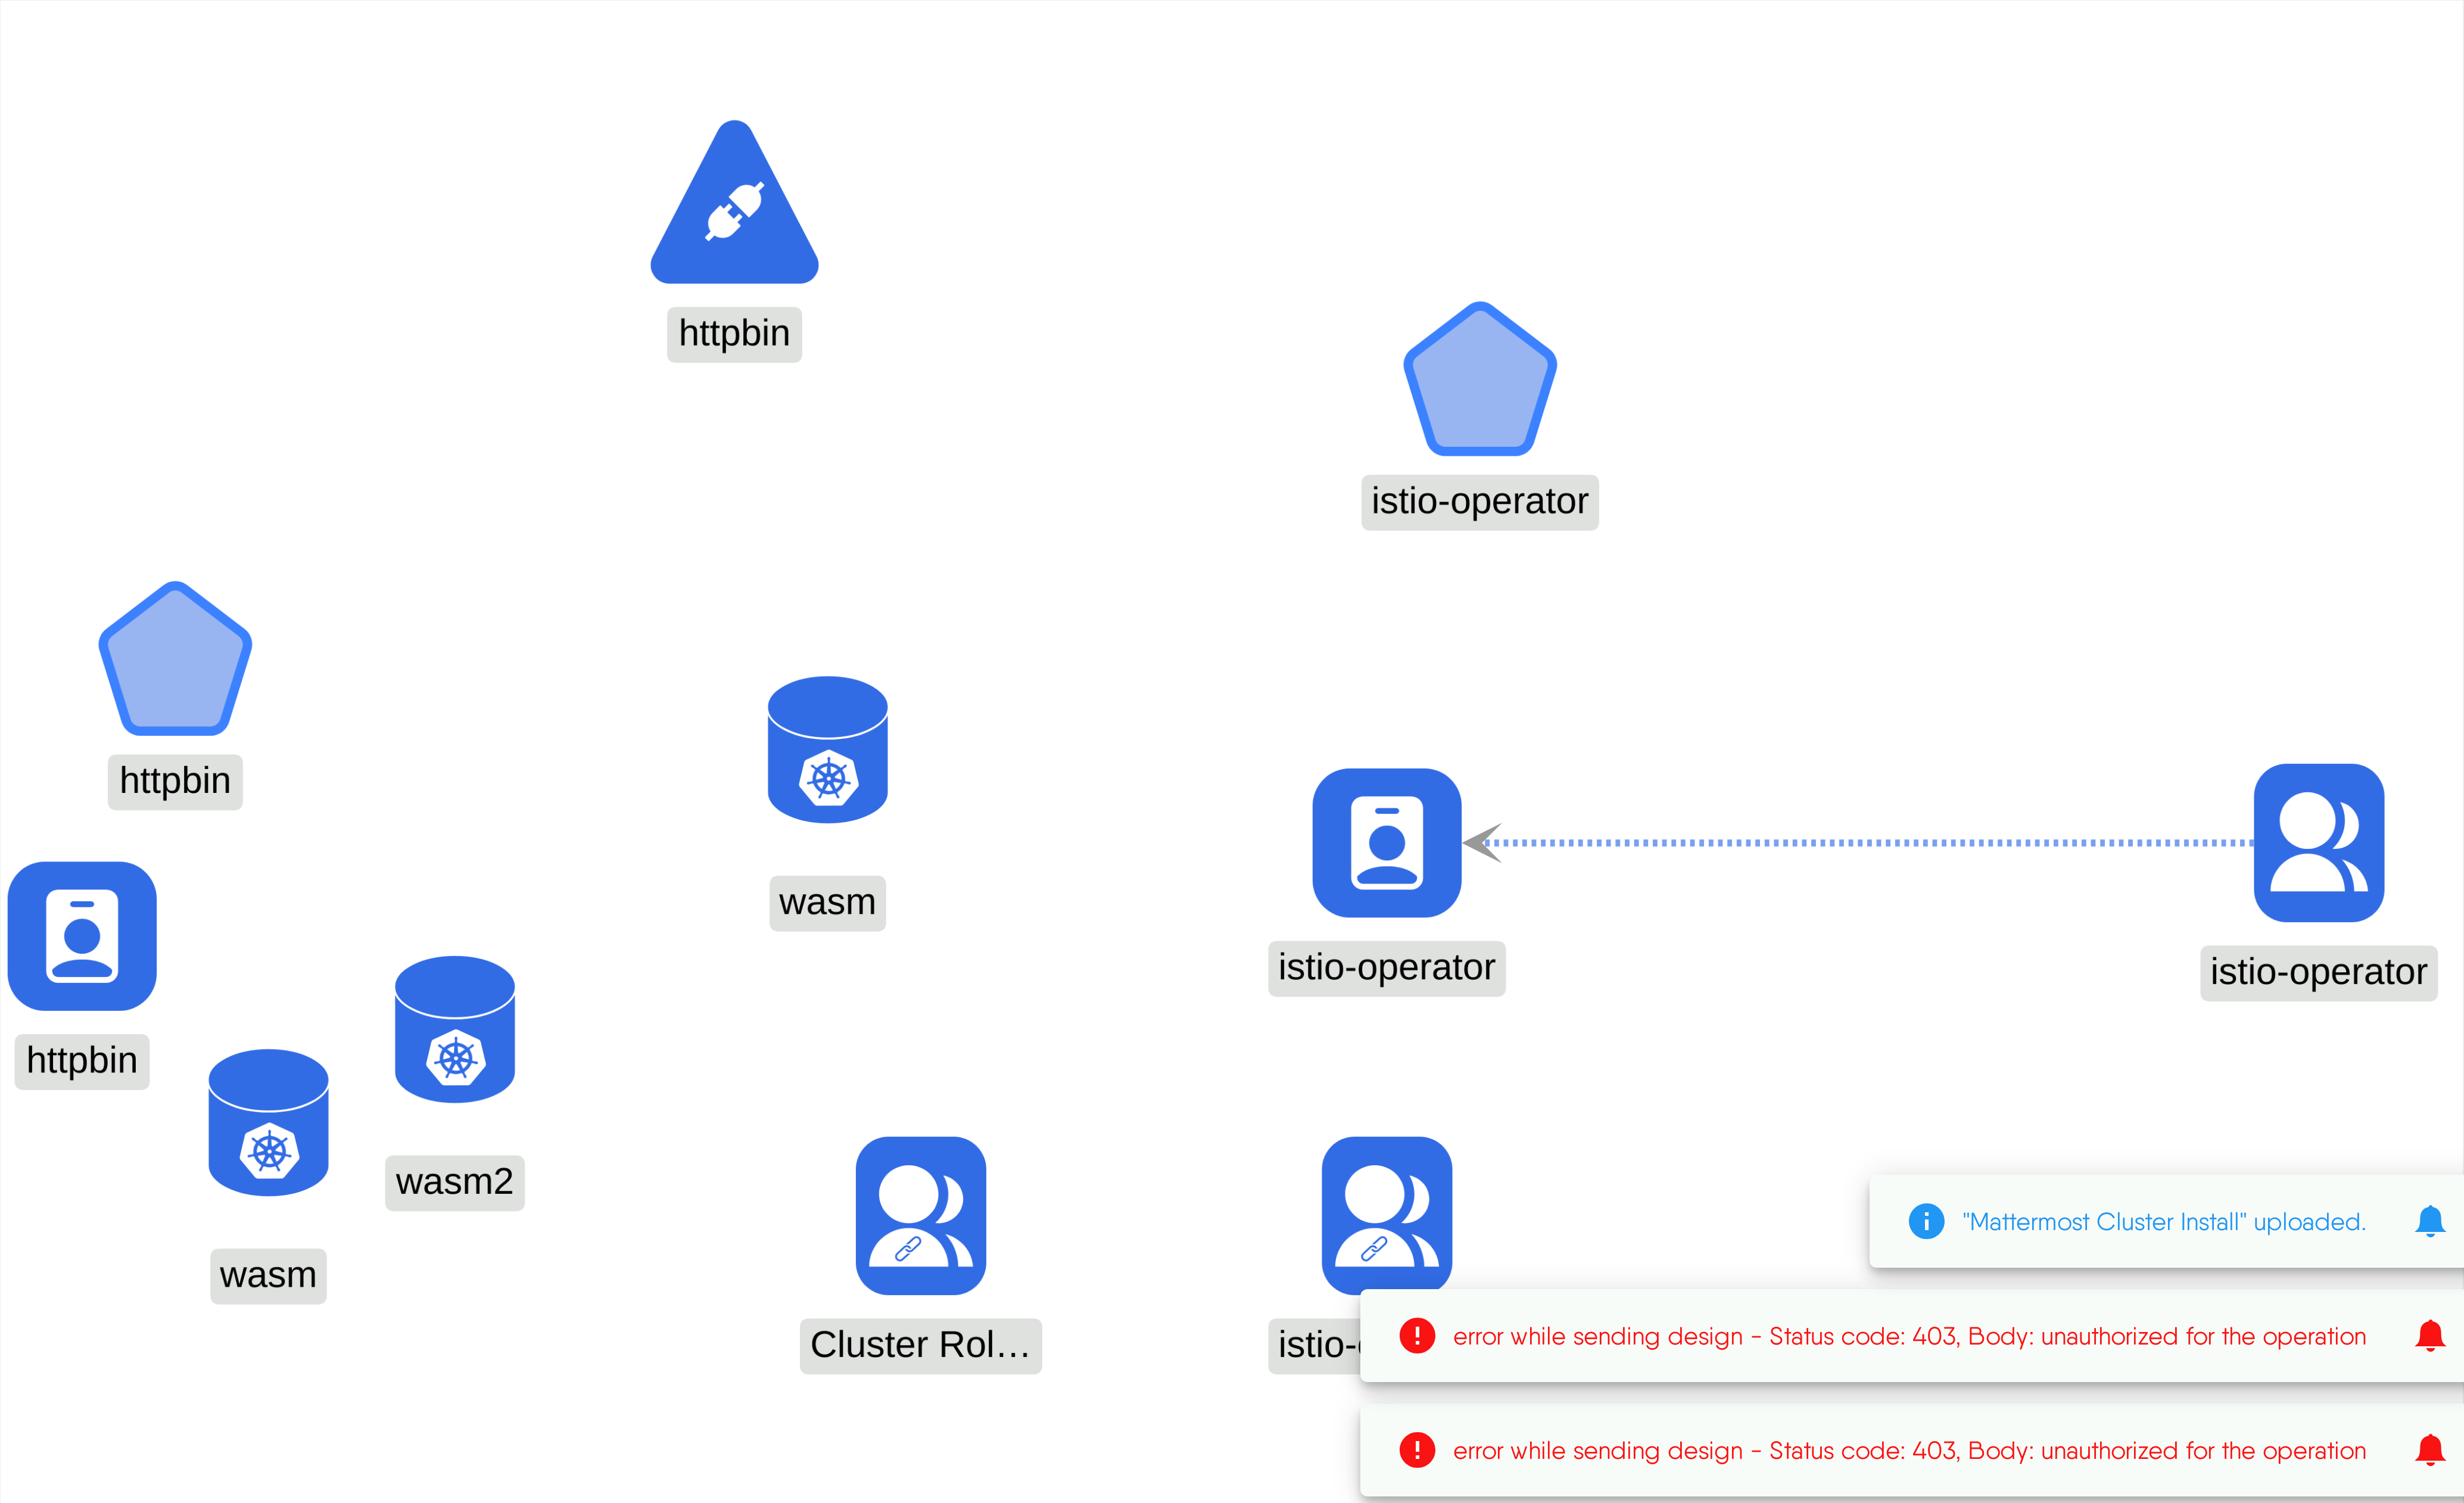 httpbin
istio-operator
httpbin
wasm
istio-operator
istio-operator
httpbin
wasm2
wasm
Cluster Rol...
"Mattermost Cluster Install" uploaded.
error while sending design - Status code: 403, Body: unauthorized for the operation
error while sending design - Status code: 403, Body: unauthorized for the operation